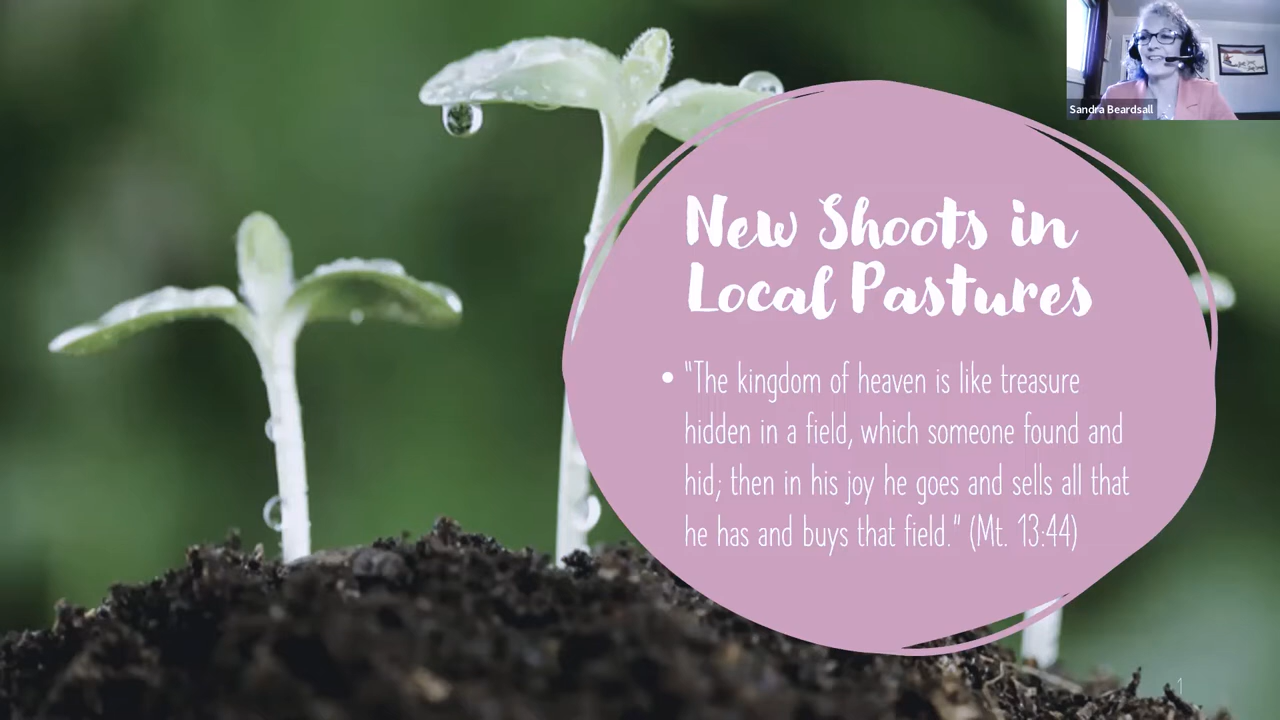 Sandra Beardsall
New Shoots in
Local Pastures
• "The kingdom of heaven is like treasure
hidden in a field, which someone found and
hid; then in his joy he goes and sells all that
he has and buys that field." (Mt. 13:44)
1